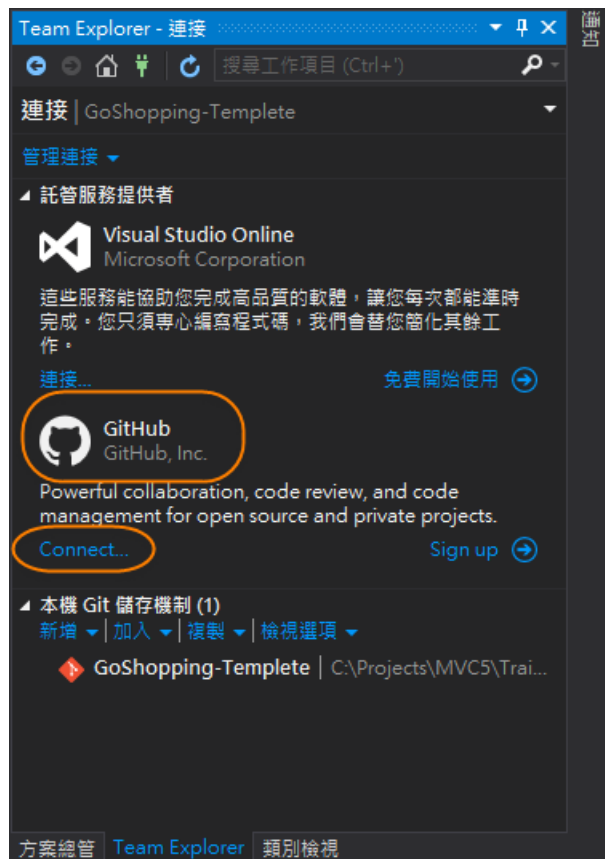 Team Explorer - 連接
通知
搜尋工作項目 (Ctrl+')
連接 | GoShopping-Templete
管理連接
託管服務提供者
Visual Studio Online
Microsoft Corporation
這些服務能協助您完成高品質的軟體，讓您每次都能準時
完成。您只須專心編寫程式碼，我們會替您簡化其餘工
作。
連接... 免費開始使用
GitHub
GitHub, Inc.
Powerful collaboration, code review, and code
management for open source and private projects.
Connect... Sign up
本機 Git 儲存機制 (1)
新增 | 加入 | 複製 | 檢視選項
GoShopping-Templete | C:\Projects\MVC5\Trai...
方案總管 Team Explorer 類別檢視